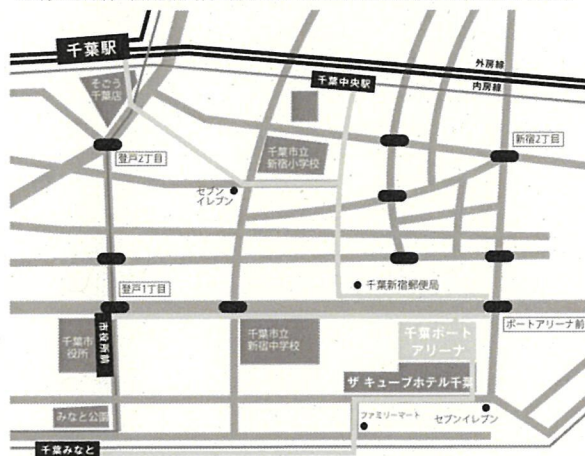 千葉駅
外房線
内房線
そごう
千葉店
千葉中央駅
新宿2丁目
千葉市立
新宿小学校
登戸2丁目
セブン
イレブン
千葉新宿郵便局
登戸1丁目
ポートアリーナ前
市役所前
千葉市
役所
千葉市立
新宿中学校
千葉ポート
アリーナ
ザ キューブホテル千葉
みなと公園
ファミリーマート
セブンイレブン
千葉みなと